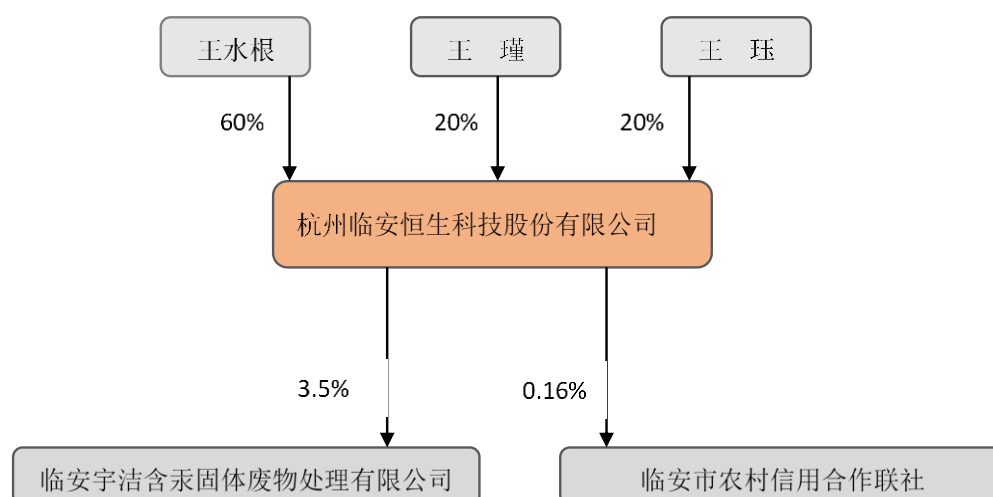 王水根
王 瑾
王 珏
60%
20%
20%
杭州临安恒生科技股份有限公司
3.5%
0.16%
临安宇洁含汞固体废物处理有限公司
临安市农村信用合作联社